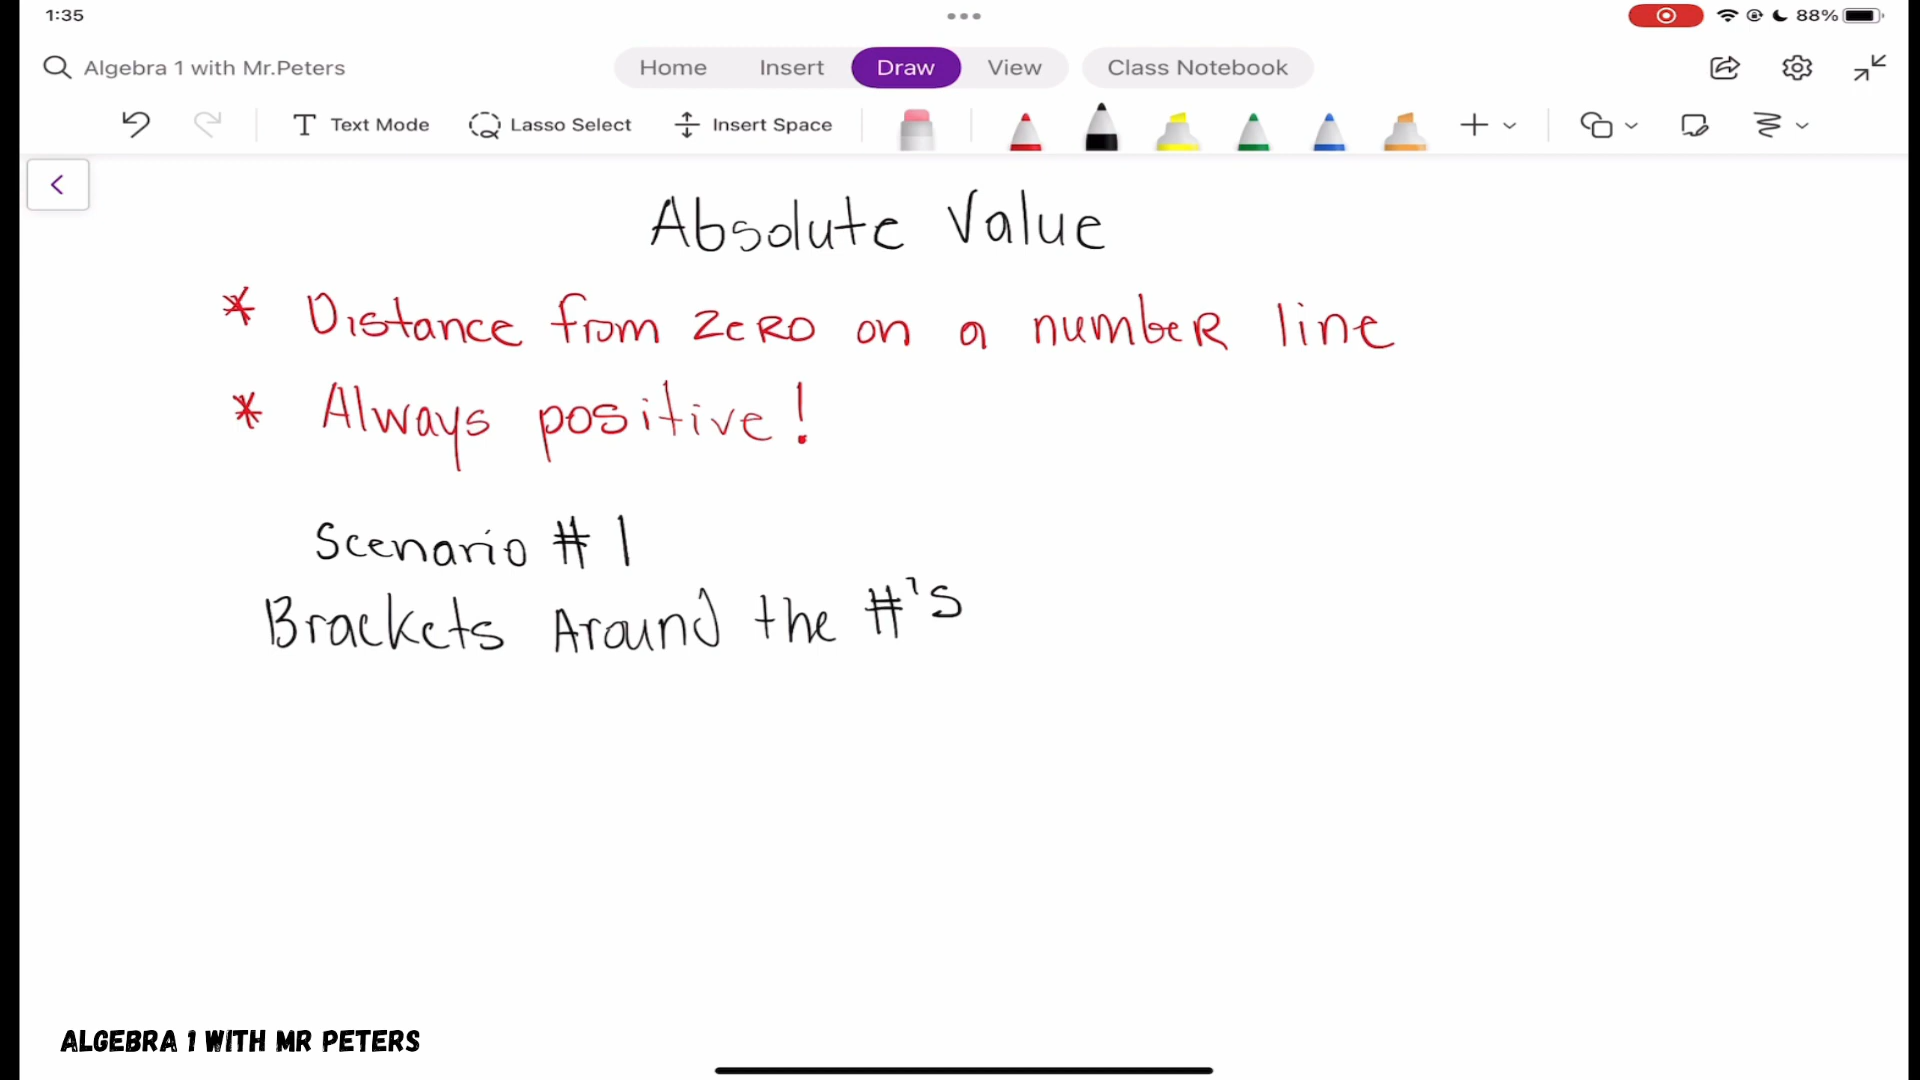 1:35
88%
Algebra 1 with Mr.Peters
Home Insert Draw View Class Notebook
Text Mode Lasso Select Insert Space
Absolute Value
* Distance from zero on a number line
* Always positive!
Scenario # 1
Brackets Around the #'s
ALGEBRA 1 WITH MR PETERS